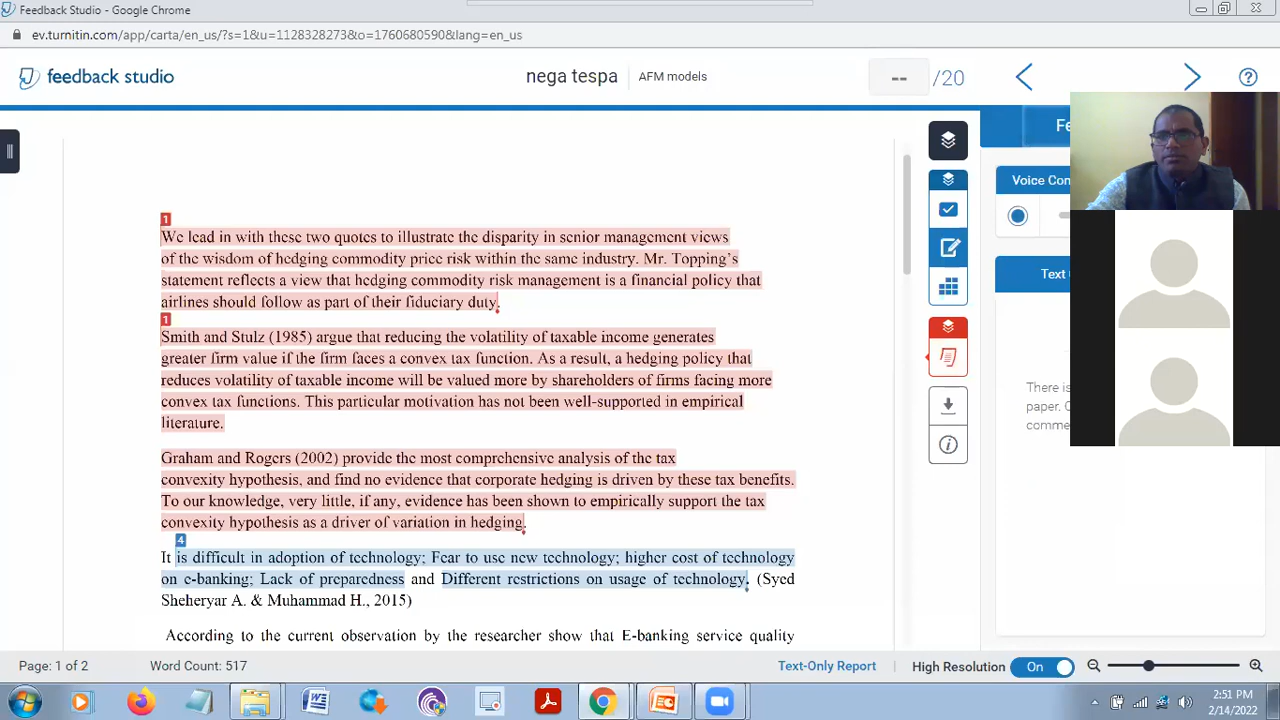 Feedback Studio - Google Chrome
ev.turnitin.com/app/carta/en_us/?s=1&u=1128328273&o=1760680590&lang=en_us
feedback studio
nega tespa
AFM models
-- /20
Fe
Voice Con
Text
There is
paper. C
comme
1
We lead in with these two quotes to illustrate the disparity in senior management views
of the wisdom of hedging commodity price risk within the same industry. Mr. Topping's
statement reflects a view that hedging commodity risk management is a financial policy that
airlines should follow as part of their fiduciary duty.
1
Smith and Stulz (1985) argue that reducing the volatility of taxable income generates
greater firm value if the firm faces a convex tax function. As a result, a hedging policy that
reduces volatility of taxable income will be valued more by shareholders of firms facing more
convex tax functions. This particular motivation has not been well-supported in empirical
literature.
Graham and Rogers (2002) provide the most comprehensive analysis of the tax
convexity hypothesis, and find no evidence that corporate hedging is driven by these tax benefits.
To our knowledge, very little, if any, evidence has been shown to empirically support the tax
convexity hypothesis as a driver of variation in hedging.
4
It is difficult in adoption of technology; Fear to use new technology; higher cost of technology
on e-banking; Lack of preparedness and Different restrictions on usage of technology. (Syed
Sheheryar A. & Muhammad H., 2015)
According to the current observation by the researcher show that E-banking service quality
Page: 1 of 2
Word Count: 517
Text-Only Report
High Resolution
On
2:51 PM
2/14/2022